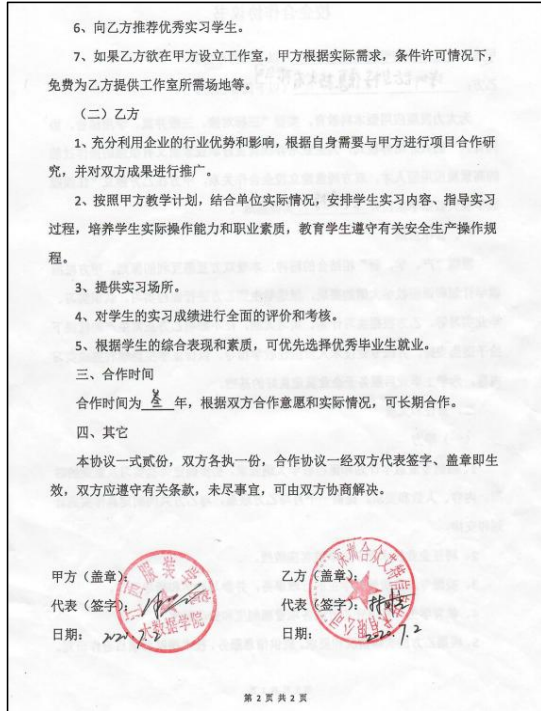 6、向乙方推荐优秀实习学生。
7、如果乙方欲在甲方设立工作室，甲方根据实际需求，条件许可情况下，
免费为乙方提供工作室所需场地等。
（二）乙方
1、充分利用企业的行业优势和影响，根据自身需要与甲方进行项目合作研
究，并对双方成果进行推广。
2、按照甲方教学计划，结合单位实际情况，安排学生实习内容、指导实习
过程，培养学生实际操作能力和职业素质，教育学生遵守有关安全生产操作规
程。
3、提供实习场所。
4、对学生的实习成绩进行全面的评价和考核。
5、根据学生的综合表现和素质，可优先选择优秀毕业生就业。
三、合作时间
合作时间为 叁 年，根据双方合作意愿和实际情况，可长期合作。
四、其它
本协议一式贰份，双方各执一份，合作协议一经双方代表签字、盖章即生
效，双方应遵守有关条款，未尽事宜，可由双方协商解决。
江西服装学院
大数据学院
甲方（盖章）：
代表（签字）：
日期： 2020.7.2
乙方（盖章）：
代表（签字）：
日期： 2020.7.2
第 2 页 共 2 页